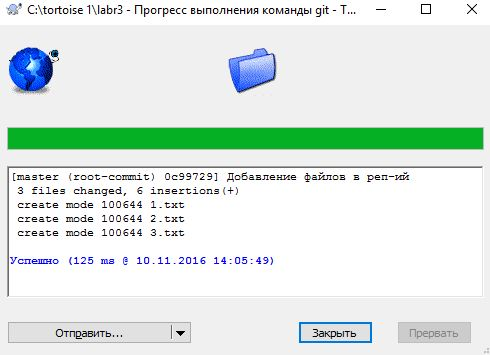 C:\tortoise 1\labr3 - Прогресс выполнения команды git - T...
[master (root-commit) 0c99729] Добавление файлов в реп-ий
3 files changed, 6 insertions(+)
create mode 100644 1.txt
create mode 100644 2.txt
create mode 100644 3.txt
Успешно (125 ms @ 10.11.2016 14:05:49)
Отправить... Закрыть Прервать